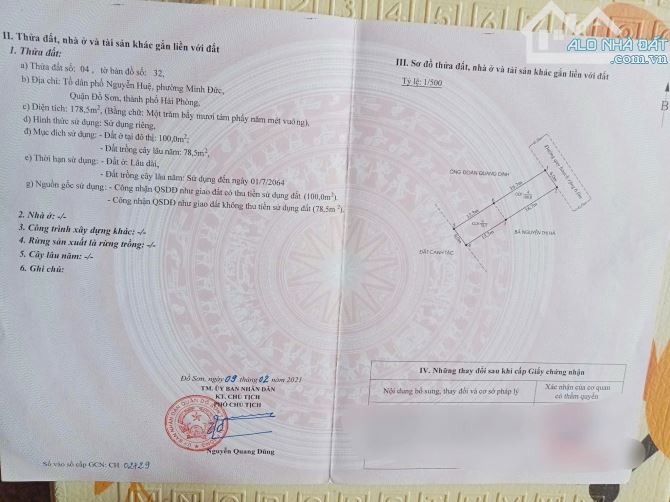 ALO NHÀ ĐẤT
.com.vn
II. Thửa đất, nhà ở và tài sản khác gắn liền với đất
1. Thửa đất:
a) Thửa đất số: 04 , tờ bản đồ số: 32,
b) Địa chỉ: Tổ dân phố Nguyễn Huệ, phường Minh Đức,
Quận Đồ Sơn, thành phố Hải Phòng,
c) Diện tích: 178,5m², (Bằng chữ: Một trăm bảy mươi tám phẩy năm mét vuông),
d) Hình thức sử dụng: Sử dụng riêng,
đ) Mục đích sử dụng: - Đất ở tại đô thị: 100,0m²;
- Đất trồng cây lâu năm: 78,5m²,
e) Thời hạn sử dụng: - Đất ở: Lâu dài,
- Đất trồng cây lâu năm: Sử dụng đến ngày 01/7/2064
g) Nguồn gốc sử dụng: - Công nhận QSDĐ như giao đất có thu tiền sử dụng đất (100,0m²).
- Công nhận QSDĐ như giao đất không thu tiền sử dụng đất (78,5m²).
2. Nhà ở: -/-
3. Công trình xây dựng khác: -/-
4. Rừng sản xuất là rừng trồng: -/-
5. Cây lâu năm: -/-
6. Ghi chú:
Đồ Sơn, ngày 09 tháng 02 năm 2021
TM. ỦY BAN NHÂN DÂN
KT. CHỦ TỊCH
PHÓ CHỦ TỊCH
Nguyễn Quang Dũng
Số vào sổ cấp GCN: CH 02729
III. Sơ đồ thửa đất, nhà ở và tài sản khác gắn liền với đất
Tỷ lệ: 1/500
B
ÔNG ĐOÀN QUANG ĐỊNH
BÀ NGUYỄN THỊ HÀ
ĐẤT CANH TÁC
IV. Những thay đổi sau khi cấp Giấy chứng nhận
Nội dung bổ sung, thay đổi và cơ sở pháp lý
Xác nhận của cơ quan
có thẩm quyền